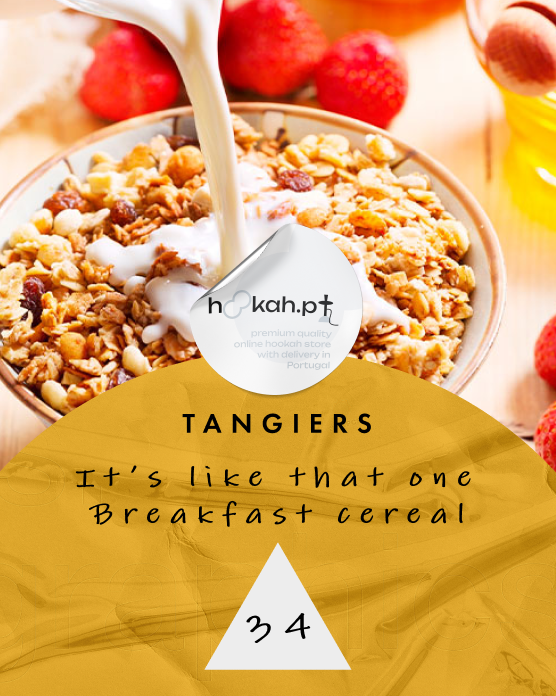 hookah.pt
premium quality
online hookah store
with delivery in
Portugal
TANGIERS
It's like that one
Breakfast cereal
34